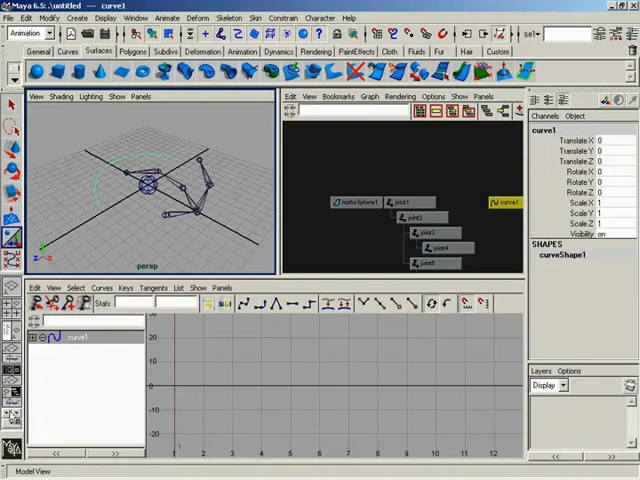 Maya 6.5: .\untitled --- curve1
File Edit Modify Create Display Window Animate Deform Skeleton Skin Constrain Character Help
Animation
sel
General Curves Surfaces Polygons Subdivs Deformation Animation Dynamics Rendering PaintEffects Cloth Fluids Fur Hair Custom
View Shading Lighting Show Panels
Edit View Bookmarks Graph Rendering Options Show
Channels Object
curve1
Translate X 0
Translate Y 0
Translate Z 0
Rotate X 0
Rotate Y 0
Rotate Z 0
Scale X 1
Scale Y 1
Scale Z 1
Visibility on
SHAPES
curveShape1
nurbsSphere1 joint1 curve1
joint2
joint3
joint4
joint5
y
z x
persp
Edit View Select Curves Keys Tangents List Show Panels
Stats
curve1
30
20
10
0
-10
-20
1
1 2 3 4 5 6 7 8 9 10 11 12
Layers Options
Display
<< >>
Model View